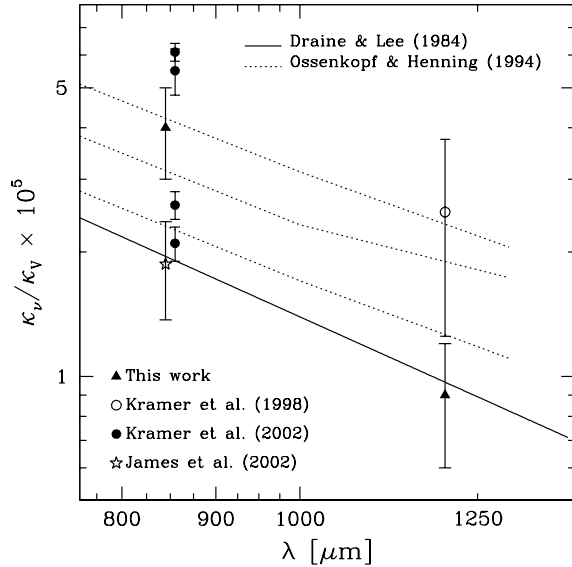 Draine & Lee (1984)
Ossenkopf & Henning (1994)
5
κν/κV × 10^5
1
This work
Kramer et al. (1998)
Kramer et al. (2002)
James et al. (2002)
800 900 1000 1250
λ [μm]